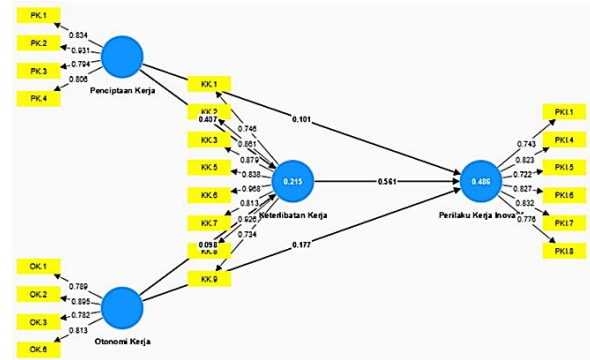 PK.1
0.834
PK.2
0.931
PK.3
0.794
PK.4
0.806
Penciptaan Kerja
KK.1
KK.2
0.407
KK.3
KK.5
KK.6
KK.7
KK.8
KK.9
0.746
0.861
0.879
0.838
0.968
0.813
0.926
0.734
0.098
0.215
Keterlibatan Kerja
0.101
0.561
0.177
0.486
Perilaku Kerja Inovat
PKI.1
0.743
PKI.4
0.823
PKI.5
0.722
PKI.6
0.827
PKI.7
0.832
PKI.8
0.776
OK.1
0.789
OK.2
0.895
OK.3
0.782
OK.6
0.813
Otonomi Kerja